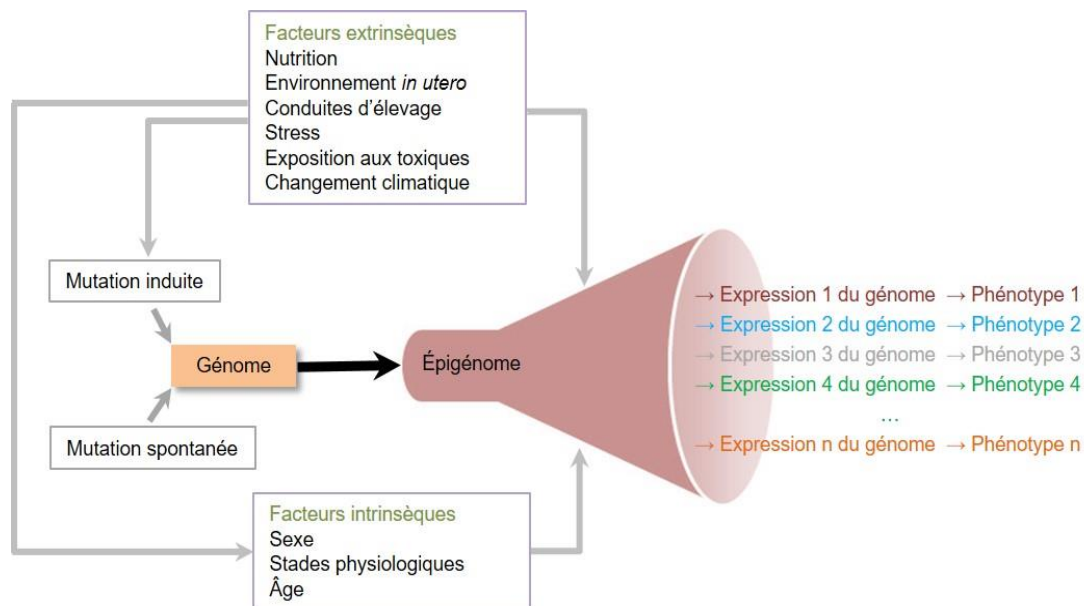 Facteurs extrinsèques
Nutrition
Environnement in utero
Conduites d’élevage
Stress
Exposition aux toxiques
Changement climatique
Mutation induite
Génome
Mutation spontanée
Épigénome
→ Expression 1 du génome → Phénotype 1
→ Expression 2 du génome → Phénotype 2
→ Expression 3 du génome → Phénotype 3
→ Expression 4 du génome → Phénotype 4
...
→ Expression n du génome → Phénotype n
Facteurs intrinsèques
Sexe
Stades physiologiques
Âge